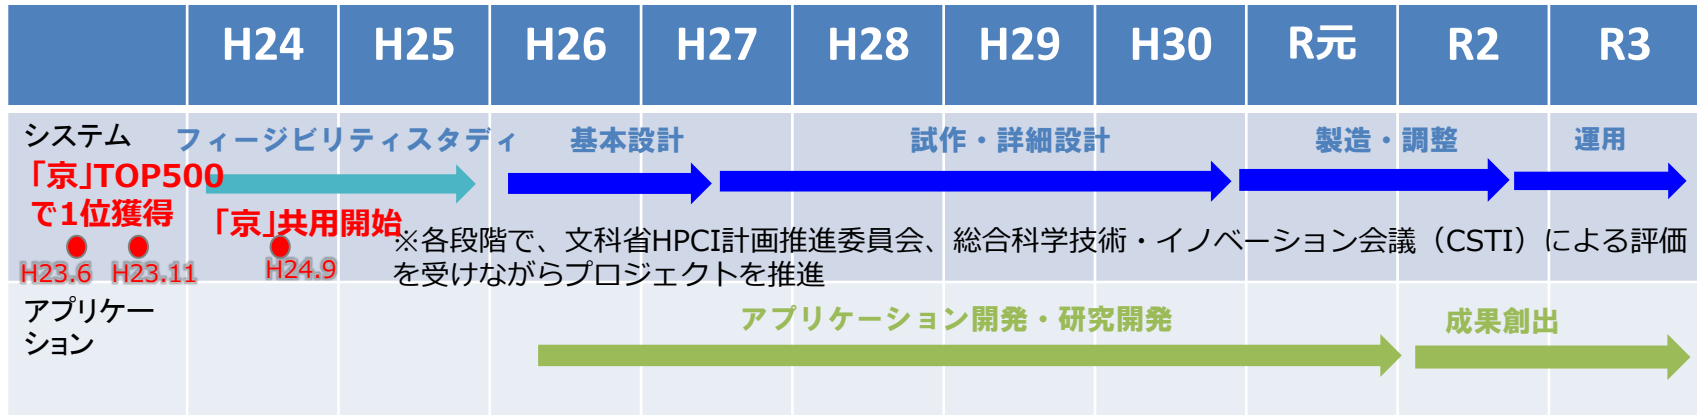 H24 H25 H26 H27 H28 H29 H30 R元 R2 R3
システム
フィージビリティスタディ
基本設計
試作・詳細設計
製造・調整
運用
「京」TOP500
で1位獲得
「京」共用開始
H23.6
H23.11
H24.9
※各段階で、文科省HPCI計画推進委員会、総合科学技術・イノベーション会議（CSTI）による評価
を受けながらプロジェクトを推進
アプリケー
ション
アプリケーション開発・研究開発
成果創出